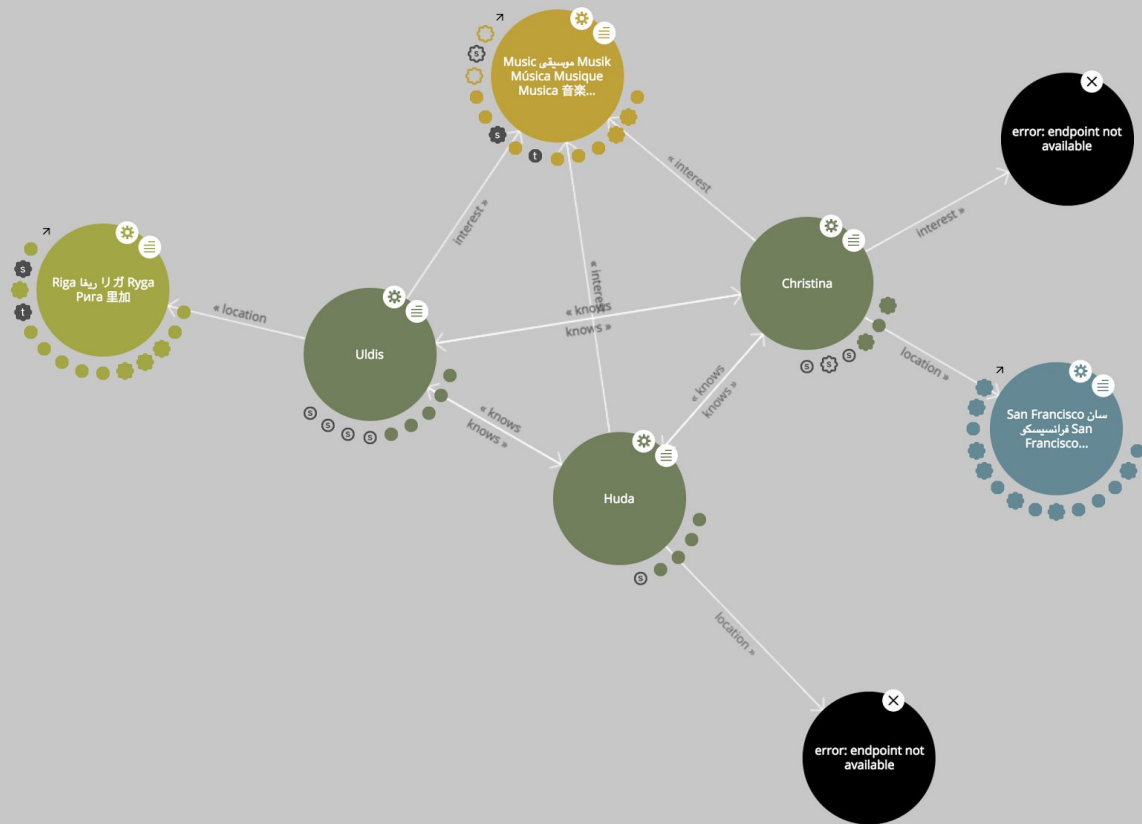 Music موسيقى Musik
Música Musique
Musica 音楽...
error: endpoint not
available
« interest
interest »
interest »
« interest
Riga ريغا リガ Ryga
Рига 里加
Christina
« location
« knows
knows »
Uldis
« knows
knows »
location »
San Francisco سان
فرانسيسكو San
Francisco...
« knows
knows »
Huda
location »
error: endpoint not
available
s
s
t
s
t
s
s
s
s
s
s
s
s